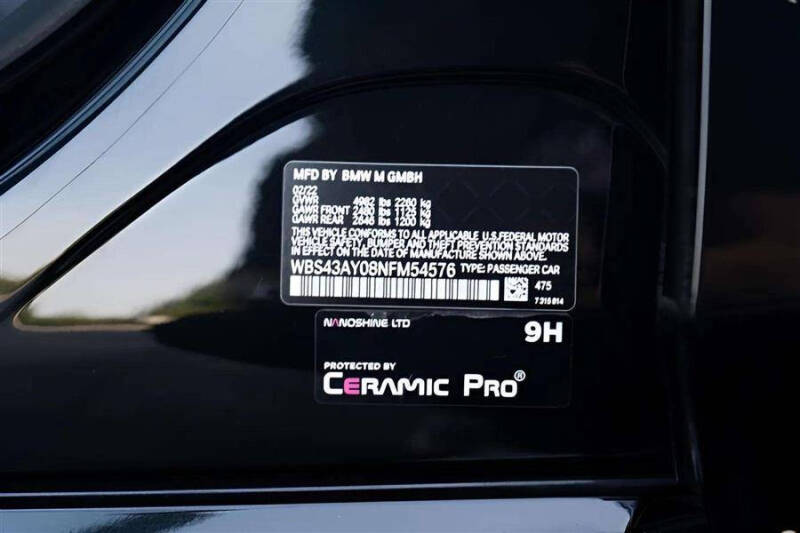 MFD BY BMW M GMBH
02/22
GVWR 4982 lbs 2260 kg
GAWR FRONT 2480 lbs 1125 kg
GAWR REAR 2646 lbs 1200 kg
THIS VEHICLE CONFORMS TO ALL APPLICABLE U.S.FEDERAL MOTOR
VEHICLE SAFETY, BUMPER, AND THEFT PREVENTION STANDARDS
IN EFFECT ON THE DATE OF MANUFACTURE SHOWN ABOVE.
WBS43AY08NFM54576 TYPE: PASSENGER CAR
475
7 315 814
NANOSHINE LTD
9H
PROTECTED BY
CERAMIC PRO®